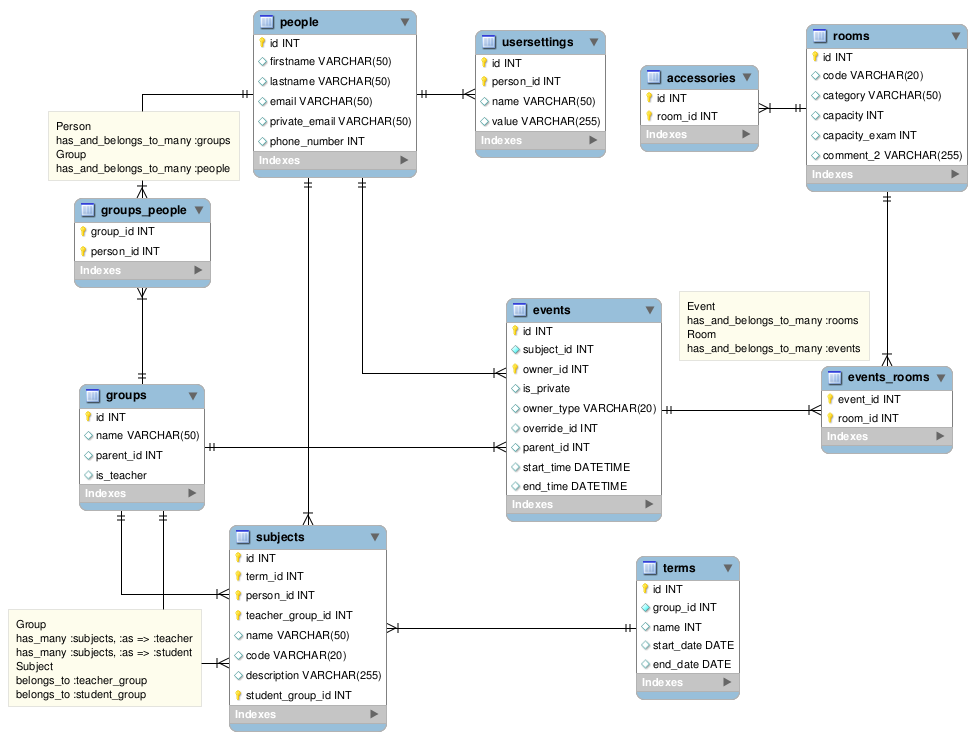 people
id INT
firstname VARCHAR(50)
lastname VARCHAR(50)
email VARCHAR(50)
private_email VARCHAR(50)
phone_number INT
Indexes
usersettings
id INT
person_id INT
name VARCHAR(50)
value VARCHAR(255)
Indexes
accessories
id INT
room_id INT
Indexes
rooms
id INT
code VARCHAR(20)
category VARCHAR(50)
capacity INT
capacity_exam INT
comment_2 VARCHAR(255)
Indexes
Person
has_and_belongs_to_many :groups
Group
has_and_belongs_to_many :people
groups_people
group_id INT
person_id INT
Indexes
events
id INT
subject_id INT
owner_id INT
is_private
owner_type VARCHAR(20)
override_id INT
parent_id INT
start_time DATETIME
end_time DATETIME
Indexes
Event
has_and_belongs_to_many :rooms
Room
has_and_belongs_to_many :events
events_rooms
event_id INT
room_id INT
Indexes
groups
id INT
name VARCHAR(50)
parent_id INT
is_teacher
Indexes
subjects
id INT
term_id INT
person_id INT
teacher_group_id INT
name VARCHAR(50)
code VARCHAR(20)
description VARCHAR(255)
student_group_id INT
Indexes
terms
id INT
group_id INT
name INT
start_date DATE
end_date DATE
Indexes
Group
has_many :subjects, :as => :teacher
has_many :subjects, :as => :student
Subject
belongs_to :teacher_group
belongs_to :student_group